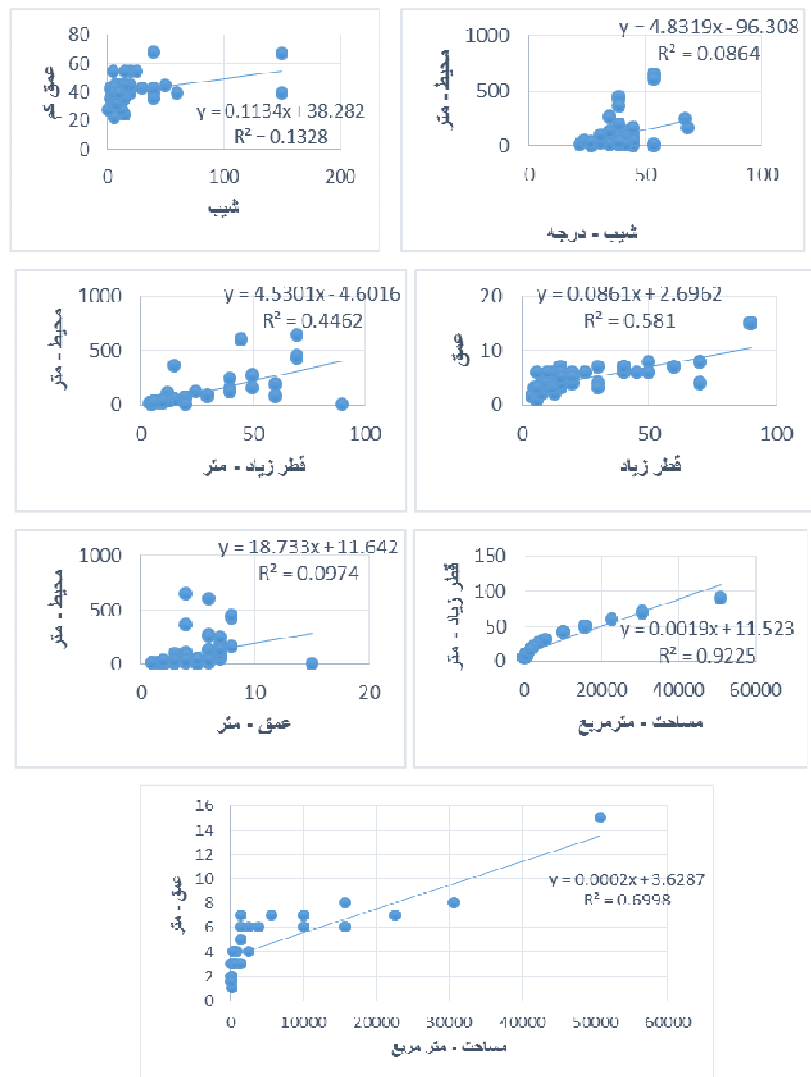 80
60
40
20
0
عمق کم
y = 0.1134x + 38.282
R² = 0.1328
0
100
200
شیب
1000
500
0
محیط - متر
y = 4.8319x - 96.308
R² = 0.0864
0
50
100
شیب - درجه
1000
500
0
محیط - متر
y = 4.5301x - 4.6016
R² = 0.4462
0
50
100
قطر زیاد - متر
20
10
0
عمق
y = 0.0861x + 2.6962
R² = 0.581
0
50
100
قطر زیاد
1000
500
0
محیط - متر
y = 18.733x + 11.642
R² = 0.0974
0
10
20
عمق - متر
150
100
50
0
قطر زیاد - متر
y = 0.0019x + 11.523
R² = 0.9225
0
20000
40000
60000
مساحت - مترمربع
16
14
12
10
8
6
4
2
0
عمق - متر
y = 0.0002x + 3.6287
R² = 0.6998
0
10000
20000
30000
40000
50000
60000
مساحت - متر مربع